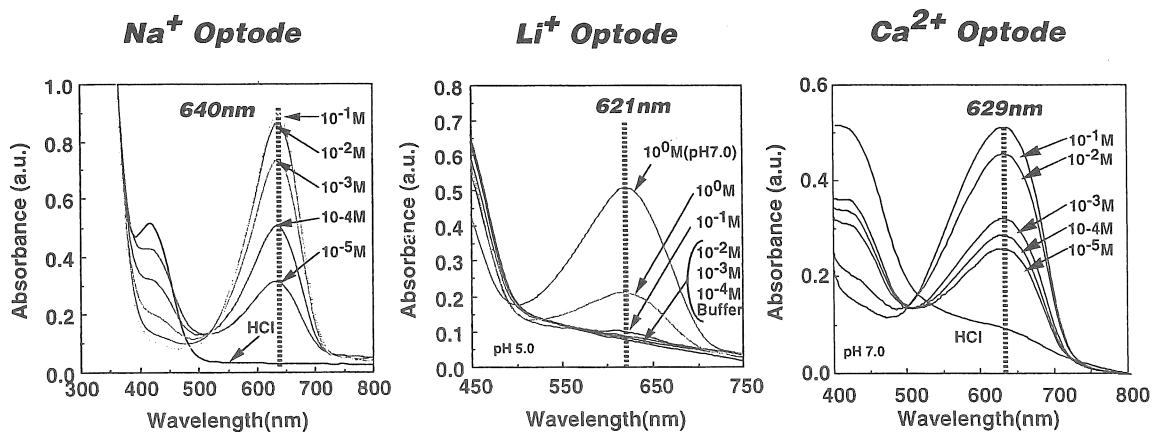 Na+ Optode
1.0
0.8
0.6
0.4
0.2
0.0
300 400 500 600 700 800
Absorbance (a.u.)
Wavelength(nm)
640nm
10-1M
10-2M
10-3M
10-4M
10-5M
HCl
Li+ Optode
0.8
0.7
0.6
0.5
0.4
0.3
0.2
0.1
0.0
450 550 650 750
Absorbance (a.u.)
Wavelength(nm)
621nm
100M(pH7.0)
100M
10-1M
10-2M
10-3M
10-4M
Buffer
pH 5.0
Ca2+ Optode
0.6
0.4
0.2
0.0
400 500 600 700 800
Absorbance (a.u.)
Wavelength(nm)
629nm
10-1M
10-2M
10-3M
10-4M
10-5M
HCl
pH 7.0